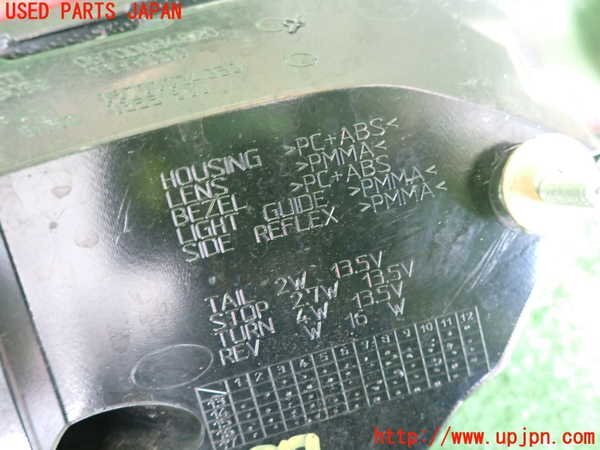 USED PARTS JAPAN
HOUSING >PC+ABS<
LENS >PMMA<
BEZEL >PC+ABS
LIGHT GUIDE >PMMA<
SIDE REFLEX >PMMA<
TAIL 2W 13.5V
STOP 2.7W 13.5V
TURN 4W 13.5V
REV W 16 W
1 2 3 4 5 6 7 8 9 10 11 12
http://www.upjpn.com/